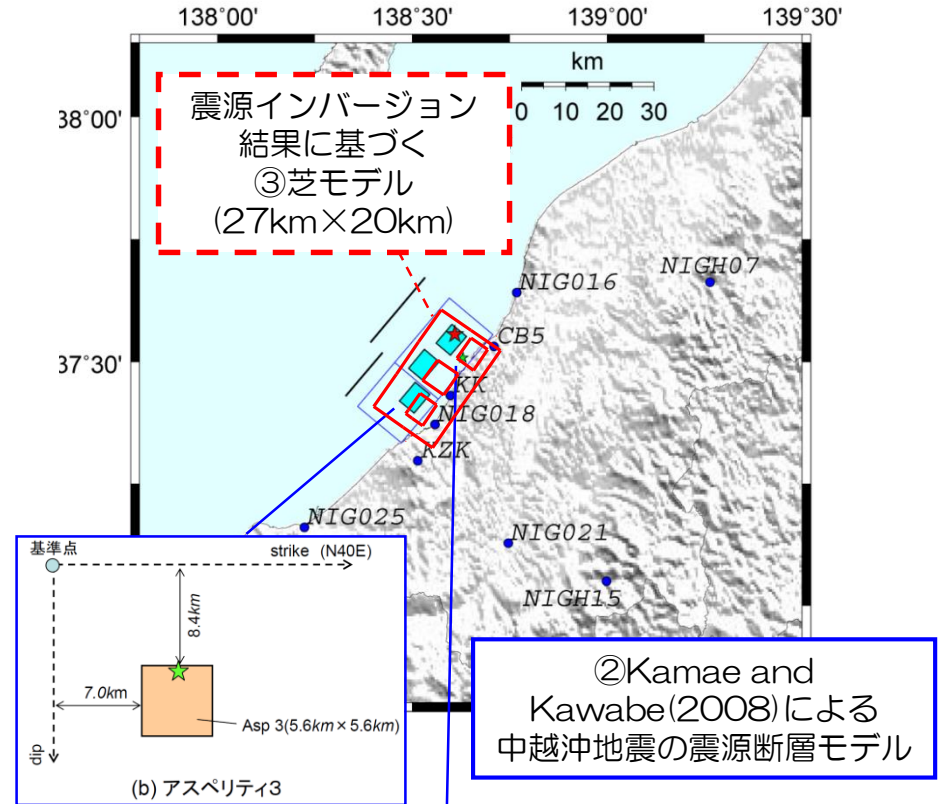 138°00' 138°30' 139°00' 139°30'
km
0 10 20 30
38°00'
震源インバージョン
結果に基づく
③芝モデル
(27km×20km)
NIGH07
NIG016
CB5
37°30'
KK
NIG018
KZK
NIG025
NIG021
NIGH15
基準点
strike (N40E)
8.4km
7.0km
Asp 3(5.6km×5.6km)
dip
(b) アスペリティ3
②Kamae and
Kawabe(2008)による
中越沖地震の震源断層モデル